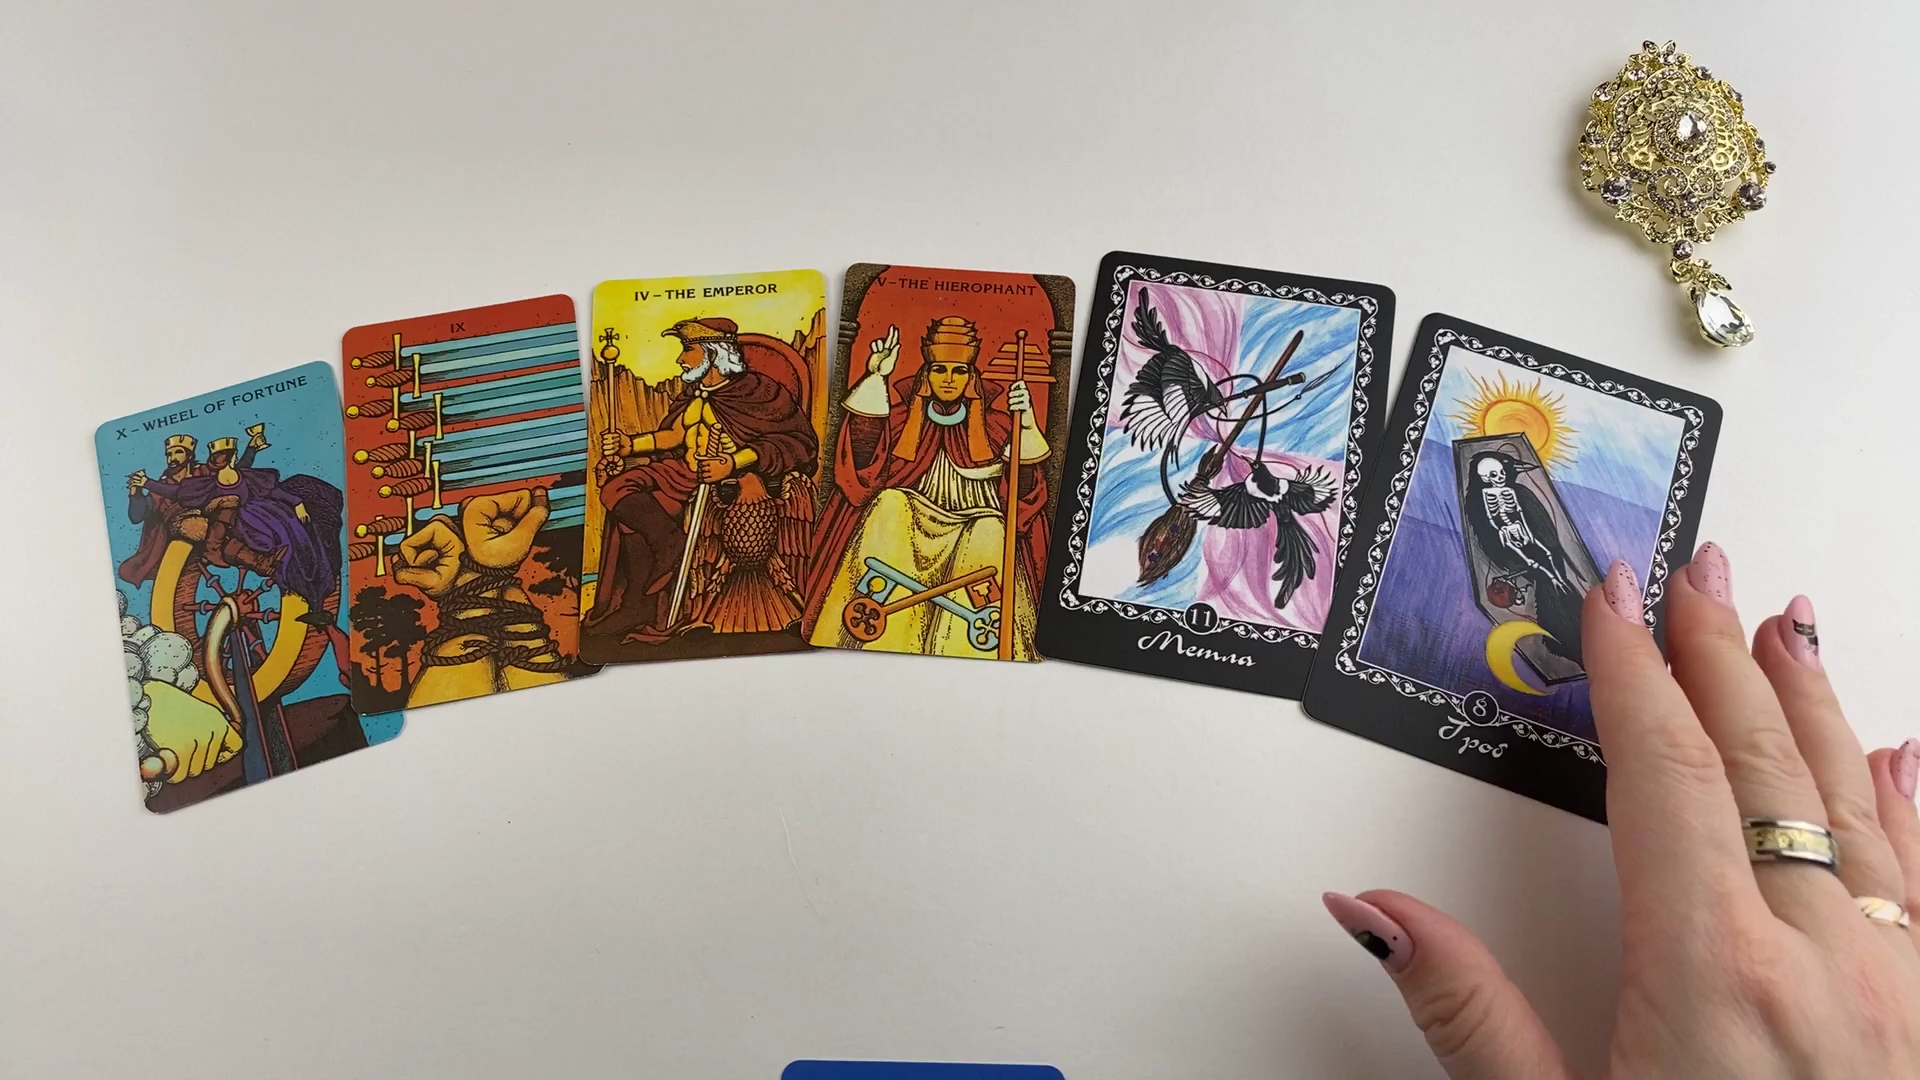 X – WHEEL OF FORTUNE
IX
IV – THE EMPEROR
V – THE HIEROPHANT
11
Метла
8
Гроб